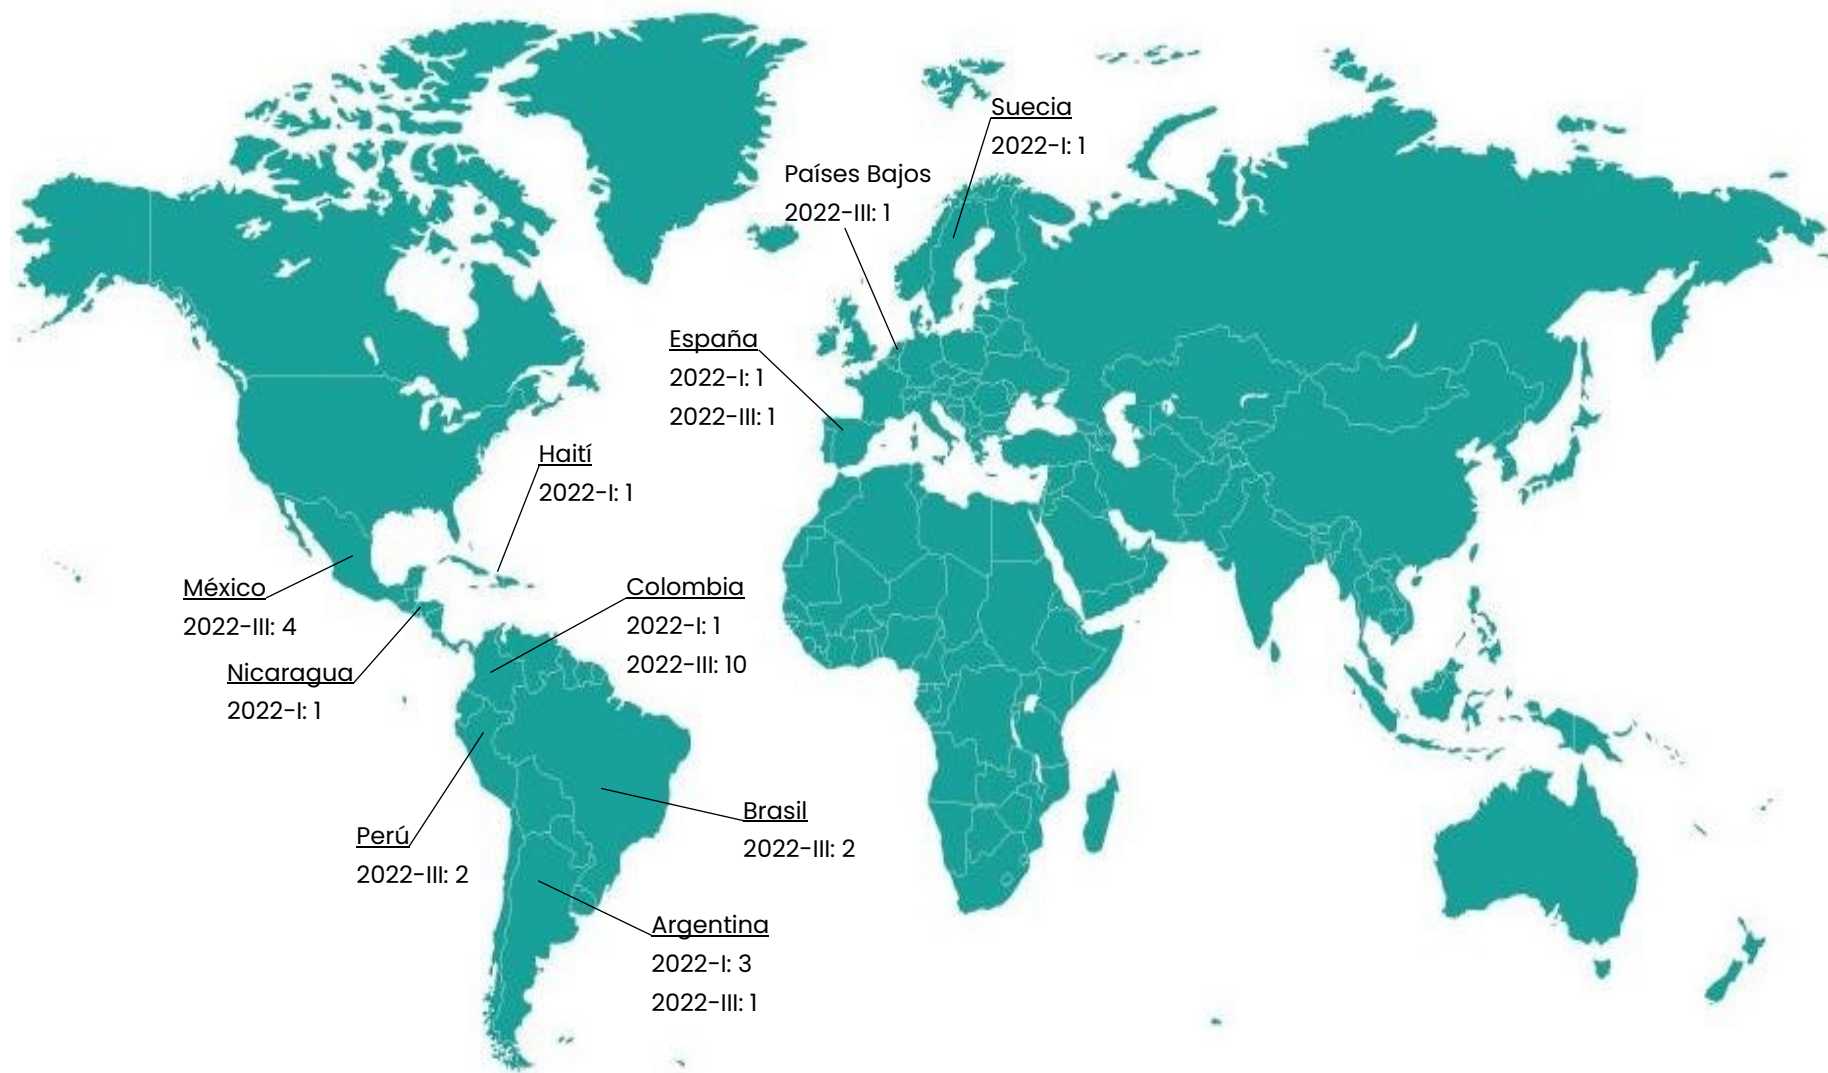 Suecia
2022-I: 1
Países Bajos
2022-III: 1
España
2022-I: 1
2022-III: 1
Haití
2022-I: 1
México
2022-III: 4
Colombia
2022-I: 1
2022-III: 10
Nicaragua
2022-I: 1
Perú
2022-III: 2
Brasil
2022-III: 2
Argentina
2022-I: 3
2022-III: 1